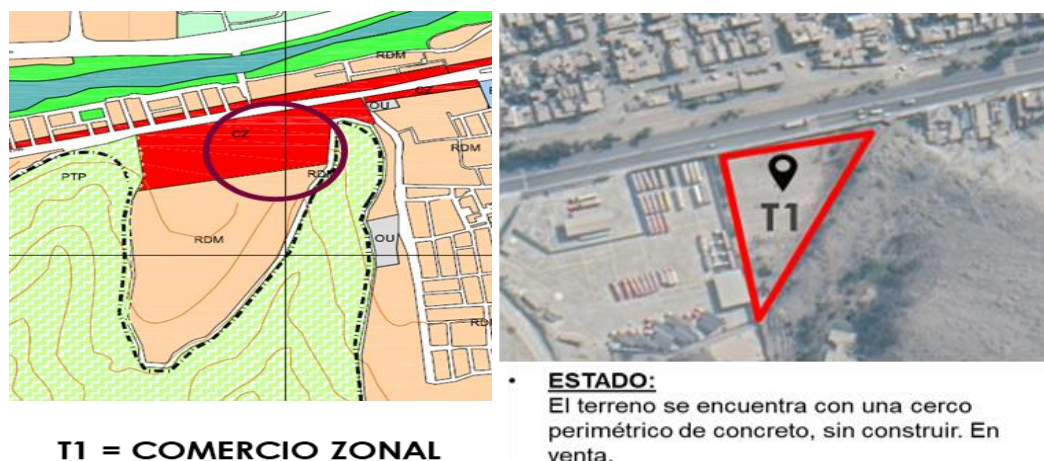 RDM
CZ
OU
CZ
RDM
PTP
RDM
RDM
OU
T1 = COMERCIO ZONAL
T1
• ESTADO:
El terreno se encuentra con una cerco
perimétrico de concreto, sin construir. En
venta.